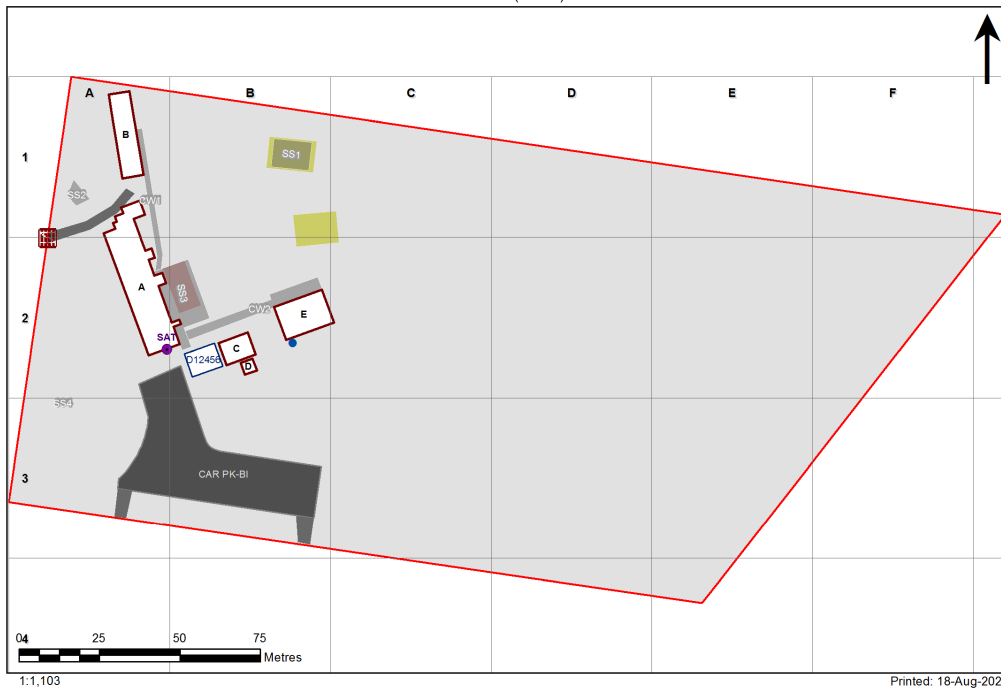 A B C D E F
B
1
SS1
SS2
CW1
A
SS3
2
CW2
E
SAT
C
D12456
D
SS4
3
CAR PK-BI
4
0 25 50 75
Metres
1:1,103
Printed: 18-Aug-202